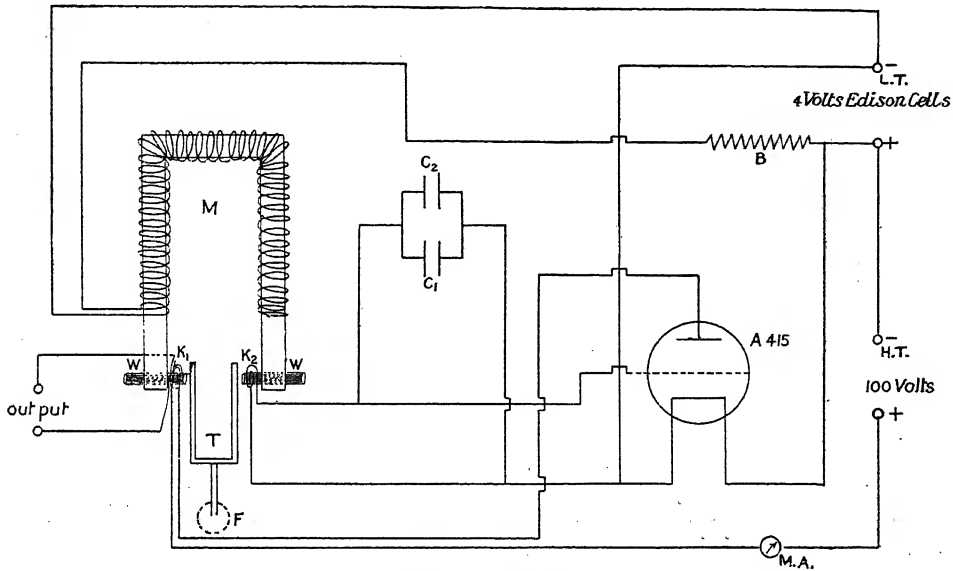 −
L.T.
4 Volts Edison Cells
+
B
C₂
M
C₁
A 415
K₁
K₂
W
W
−
H.T.
100 Volts
+
out put
T
F
M.A.